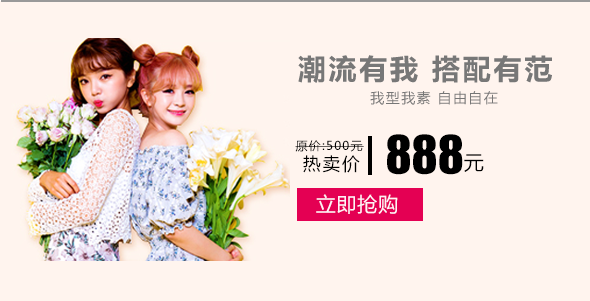 潮流有我 搭配有范
我型我素 自由自在
原价:500元
热卖价
888元
立即抢购